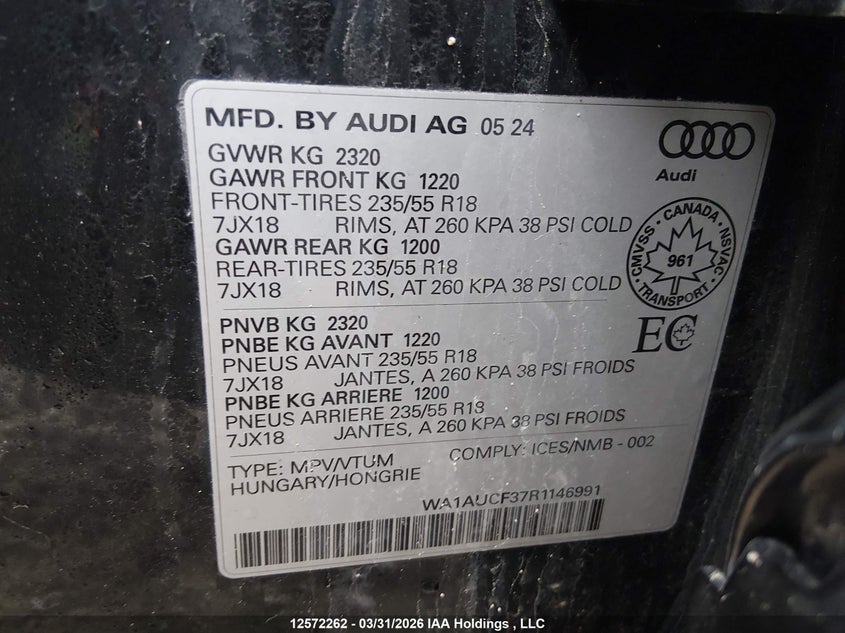 MFD. BY AUDI AG 05 24
GVWR KG 2320
GAWR FRONT KG 1220
FRONT-TIRES 235/55 R18
7JX18 RIMS, AT 260 KPA 38 PSI COLD
GAWR REAR KG 1200
REAR-TIRES 235/55 R18
7JX18 RIMS, AT 260 KPA 38 PSI COLD
Audi
CMVSS · CANADA · NSVAC
961
TRANSPORT
PNVB KG 2320
PNBE KG AVANT 1220
PNEUS AVANT 235/55 R18
7JX18 JANTES, A 260 KPA 38 PSI FROIDS
PNBE KG ARRIERE 1200
PNEUS ARRIERE 235/55 R18
7JX18 JANTES, A 260 KPA 38 PSI FROIDS
EC
TYPE: MPV/VTUM COMPLY: ICES/NMB - 002
HUNGARY/HONGRIE
WA1AUCF37R1146991
12572262 - 03/31/2026 IAA Holdings , LLC